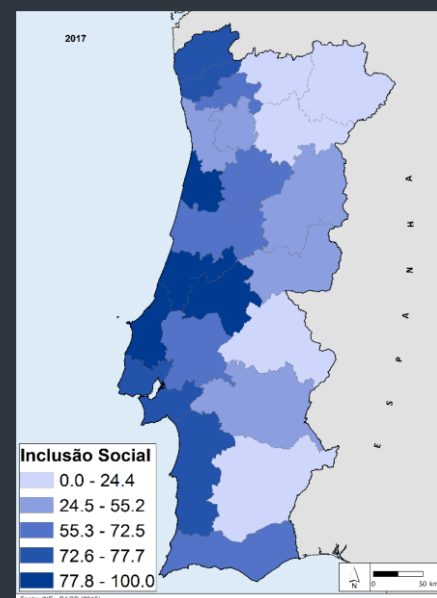 2017
ESPANHA
Inclusão Social
0.0 - 24.4
24.5 - 55.2
55.3 - 72.5
72.6 - 77.7
77.8 - 100.0
N
0 50 km